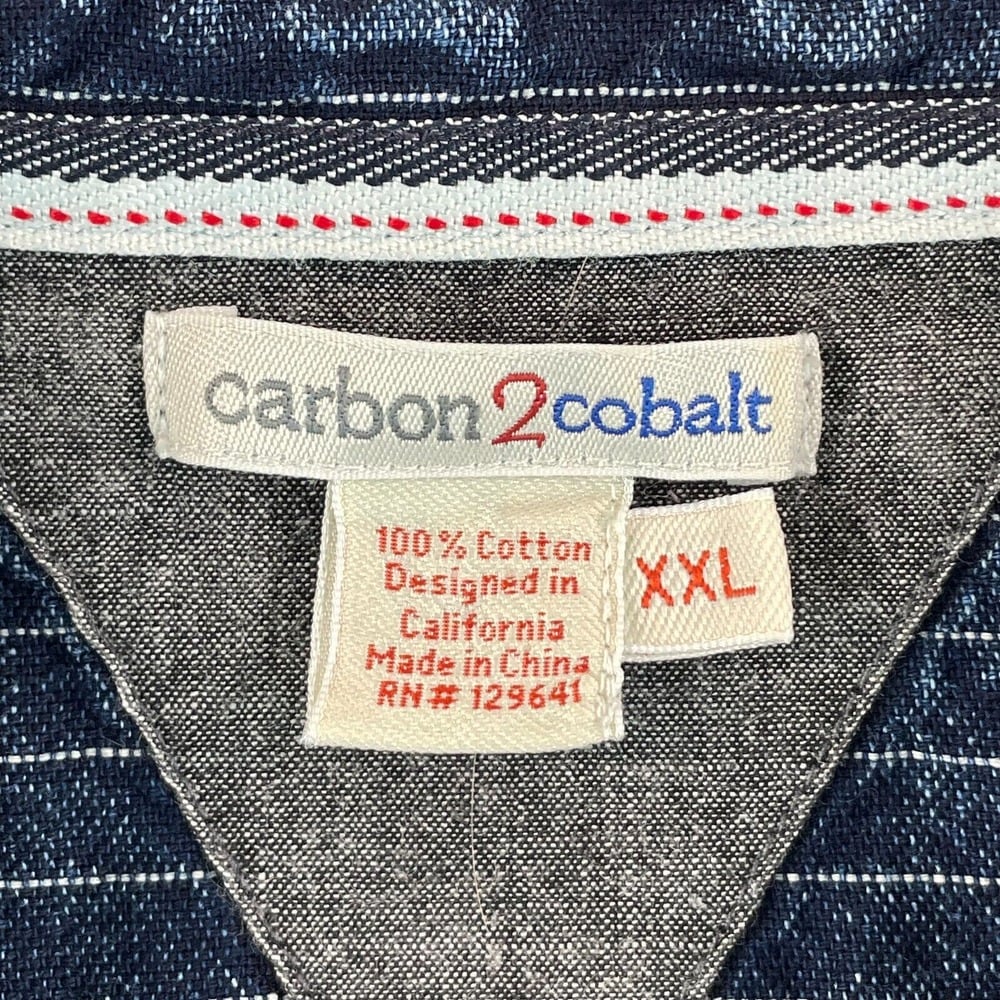 carbon2cobalt
100% Cotton
Designed in
California
Made in China
RN# 129641
XXL